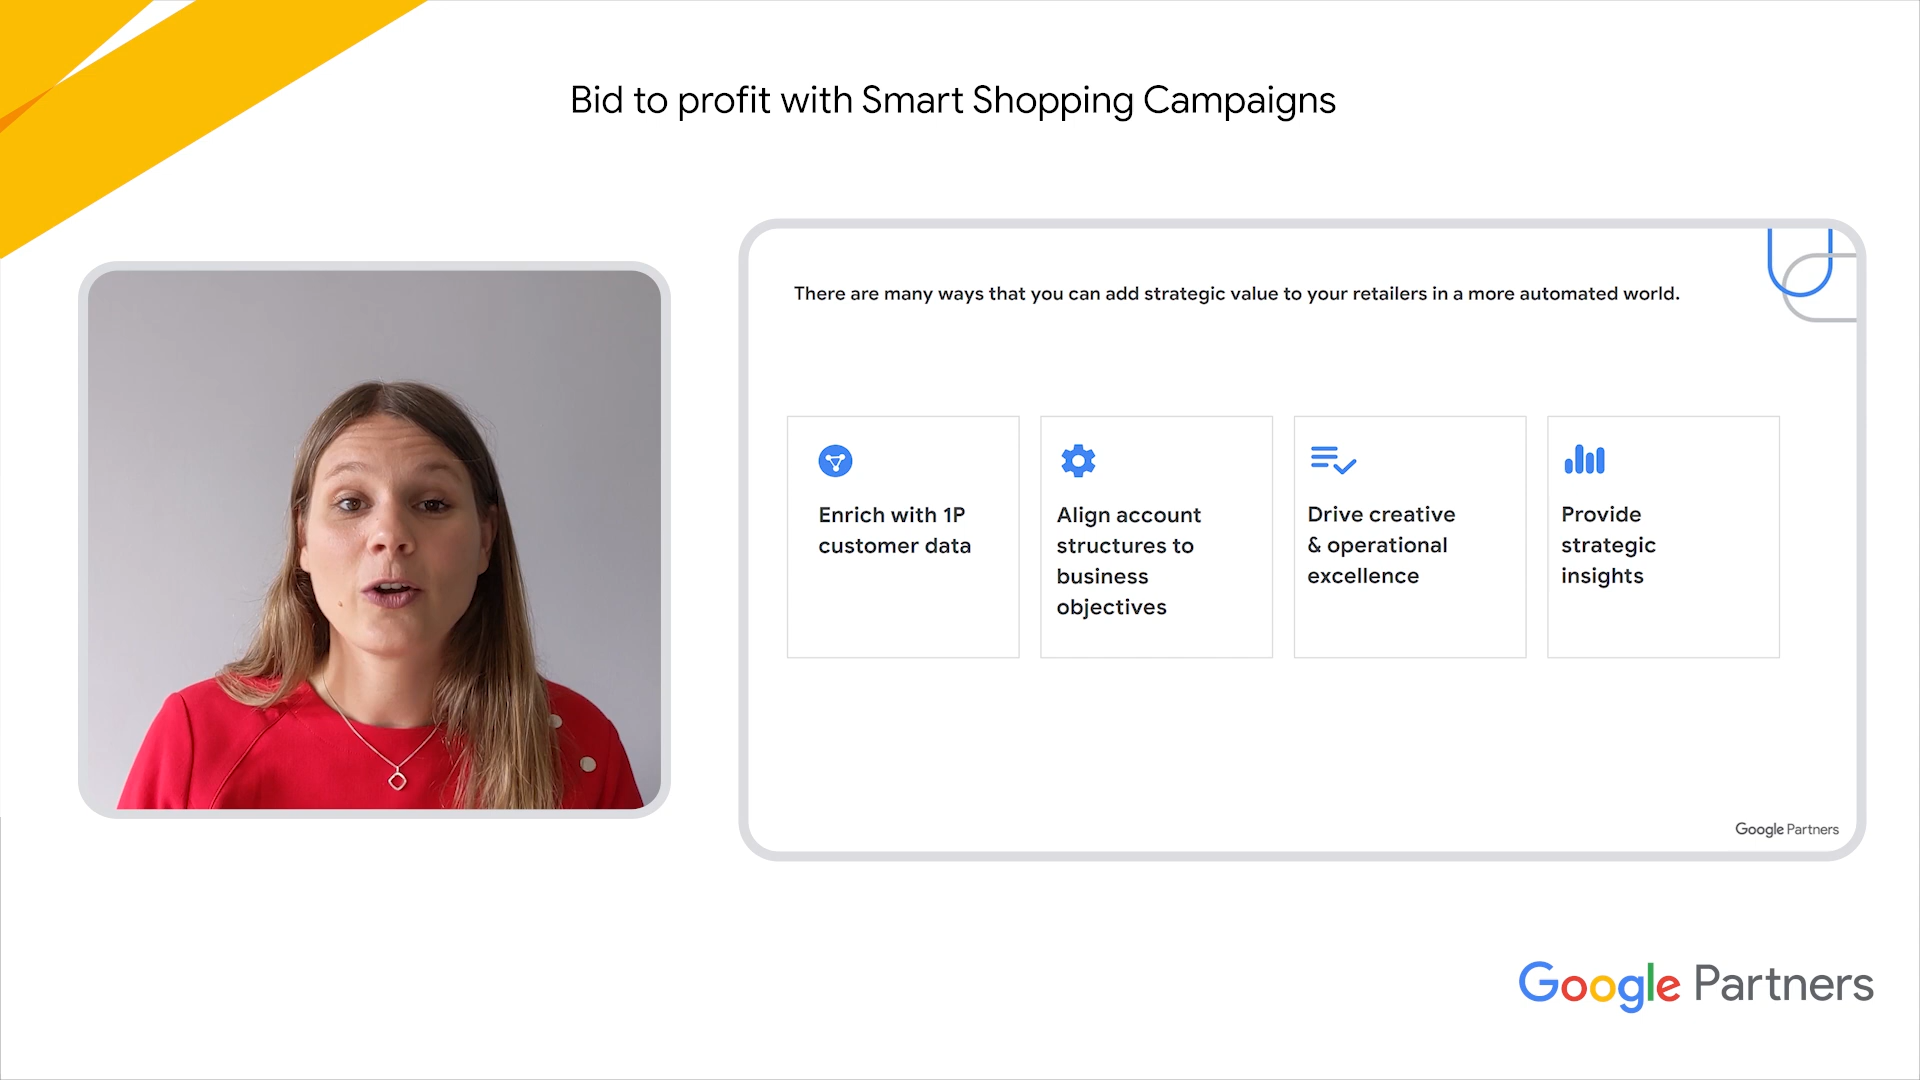 Bid to profit with Smart Shopping Campaigns
There are many ways that you can add strategic value to your retailers in a more automated world.
Enrich with 1P
customer data
Align account
structures to
business
objectives
Drive creative
& operational
excellence
Provide
strategic
insights
Google Partners
Google Partners